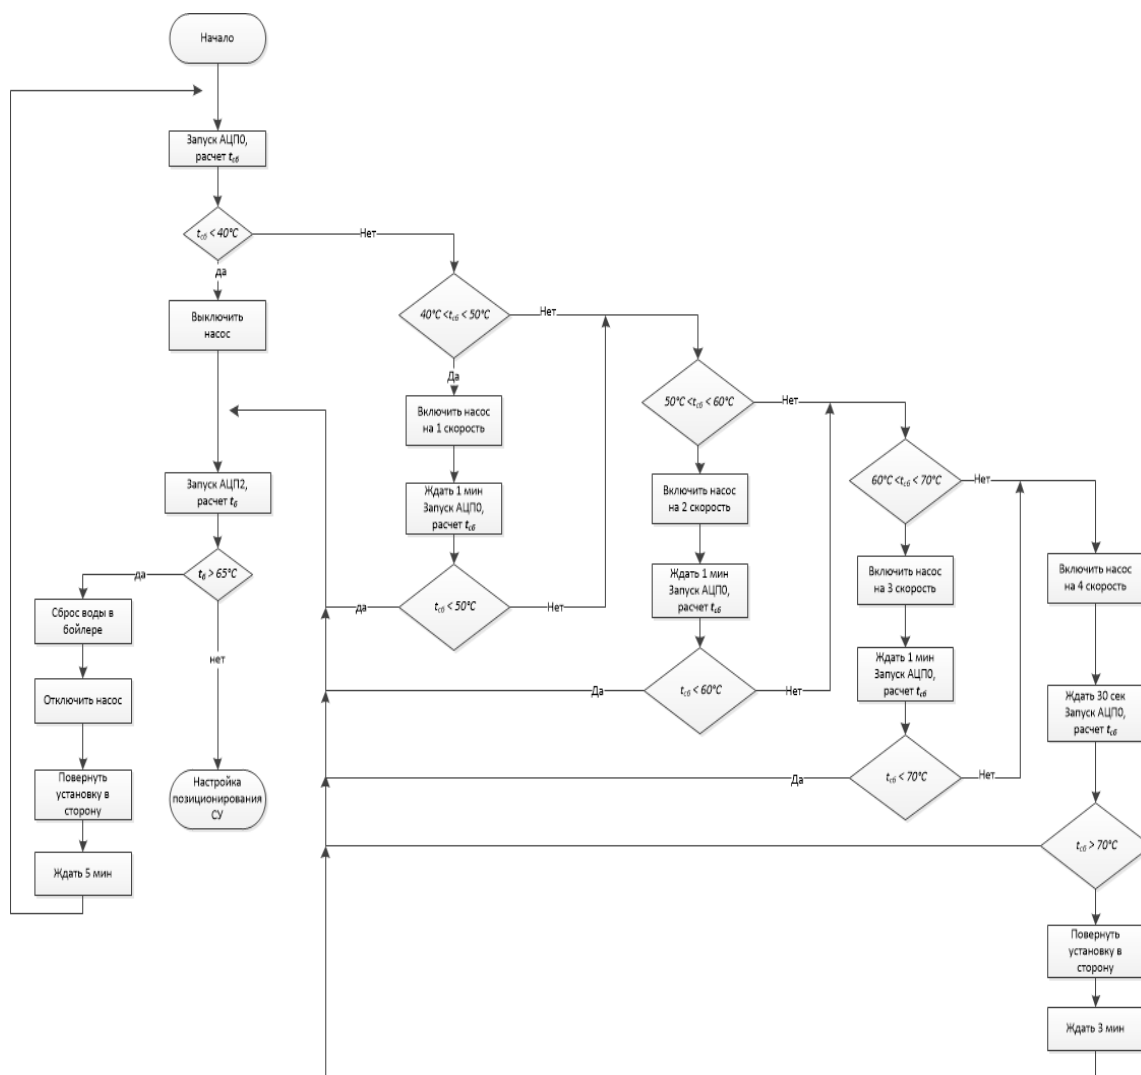 Начало
Запуск АЦП0,
расчет tсб
tсб < 40°C
Нет
да
Выключить
насос
40°C <tсб < 50°C
Нет
Да
Включить насос
на 1 скорость
Ждать 1 мин
Запуск АЦП0,
расчет tсб
tсб < 50°C
да
Нет
50°C <tсб < 60°C
Нет
Включить насос
на 2 скорость
Ждать 1 мин
Запуск АЦП0,
расчет tсб
tсб < 60°C
Да
Нет
60°C <tсб < 70°C
Нет
Включить насос
на 3 скорость
Ждать 1 мин
Запуск АЦП0,
расчет tсб
tсб < 70°C
Да
Нет
Включить насос
на 4 скорость
Ждать 30 сек
Запуск АЦП0,
расчет tсб
tсб > 70°C
Повернуть
установку в
сторону
Ждать 3 мин
Запуск АЦП2,
расчет tб
tб > 65°C
да
нет
Сброс воды в
бойлере
Отключить насос
Повернуть
установку в
сторону
Ждать 5 мин
Настройка
позиционирования
СУ